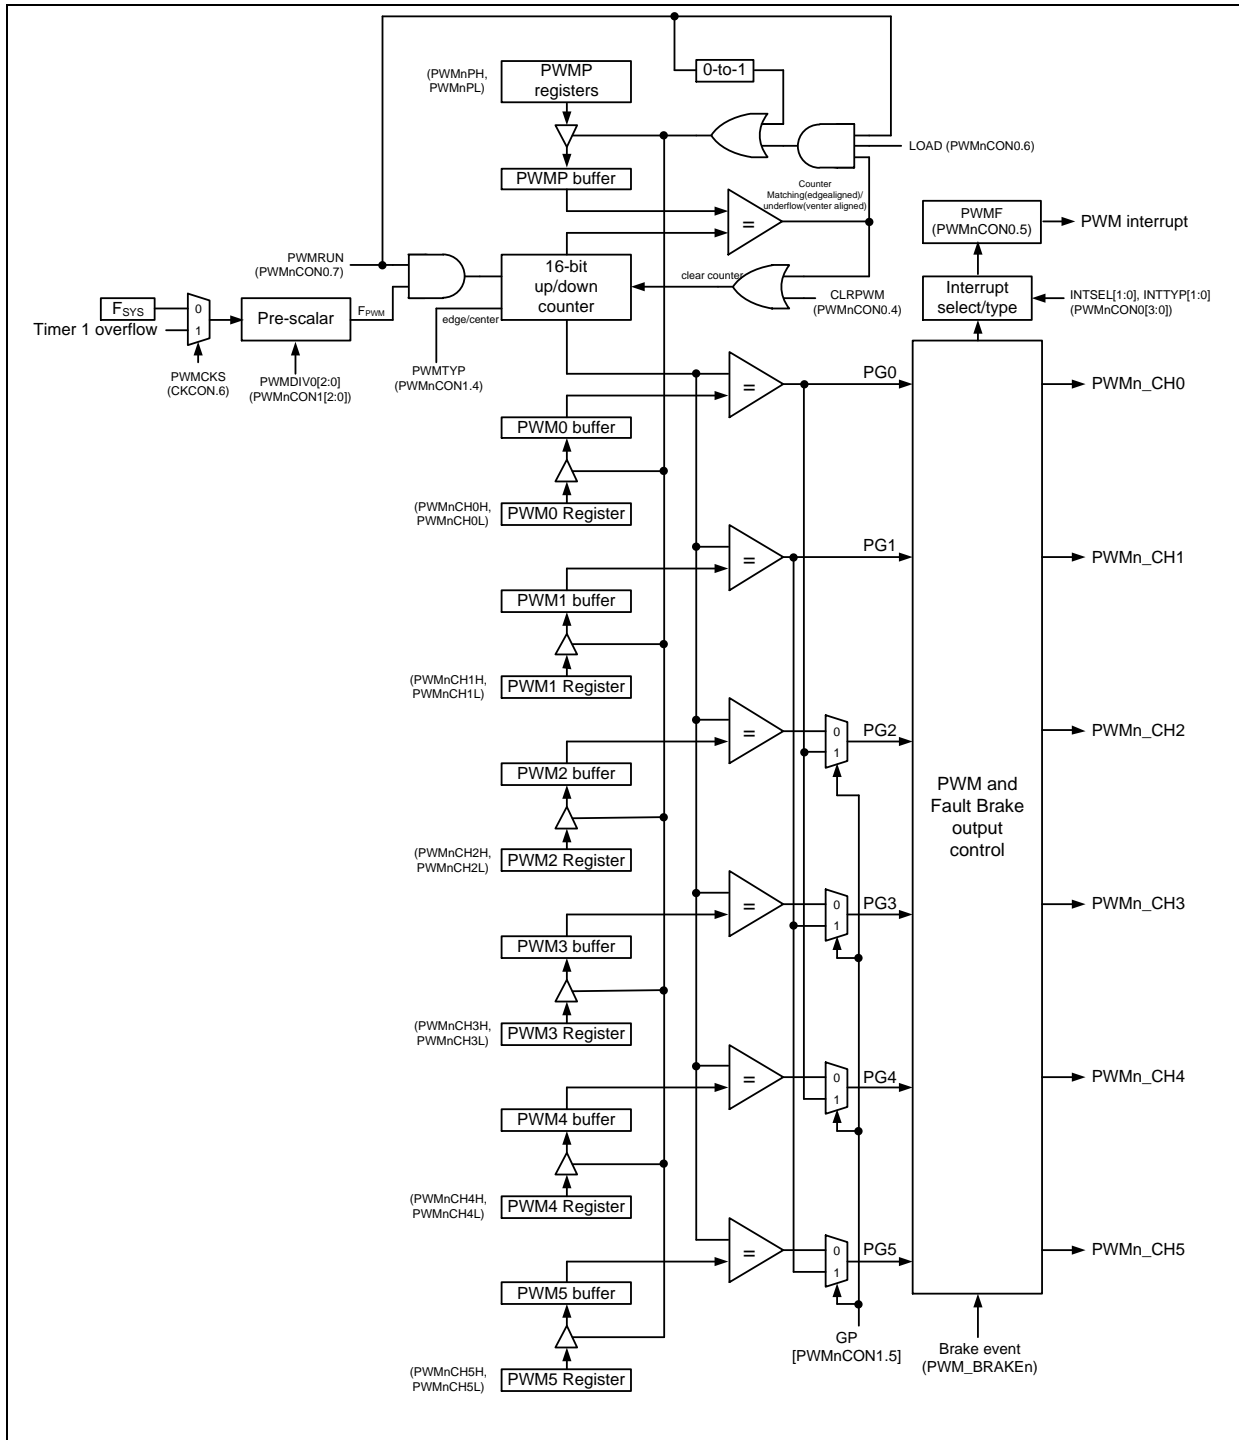 PWMP
registers
(PWMnPH,
PWMnPL)
0-to-1
LOAD (PWMnCON0.6)
PWMP buffer
Counter
Matching(edgealigned)/
underflow(venter aligned)
=
PWMF
(PWMnCON0.5)
PWM interrupt
PWMRUN
(PWMnCON0.7)
16-bit
up/down
counter
clear counter
CLRPWM
(PWMnCON0.4)
Interrupt
select/type
INTSEL[1:0], INTTYP[1:0]
(PWMnCON0[3:0])
FSYS
Timer 1 overflow
0
1
Pre-scalar
FPWM
edge/center
PWMCKS
(CKCON.6)
PWMDIV0[2:0]
(PWMnCON1[2:0])
PWMTYP
(PWMnCON1.4)
=
PG0
PWMn_CH0
PWM0 buffer
(PWMnCH0H,
PWMnCH0L)
PWM0 Register
=
PG1
PWMn_CH1
PWM1 buffer
(PWMnCH1H,
PWMnCH1L)
PWM1 Register
=
0
1
PG2
PWMn_CH2
PWM2 buffer
(PWMnCH2H,
PWMnCH2L)
PWM2 Register
PWM and
Fault Brake
output
control
=
0
1
PG3
PWMn_CH3
PWM3 buffer
(PWMnCH3H,
PWMnCH3L)
PWM3 Register
=
0
1
PG4
PWMn_CH4
PWM4 buffer
(PWMnCH4H,
PWMnCH4L)
PWM4 Register
=
0
1
PG5
PWMn_CH5
PWM5 buffer
(PWMnCH5H,
PWMnCH5L)
PWM5 Register
GP
[PWMnCON1.5]
Brake event
(PWM_BRAKEn)